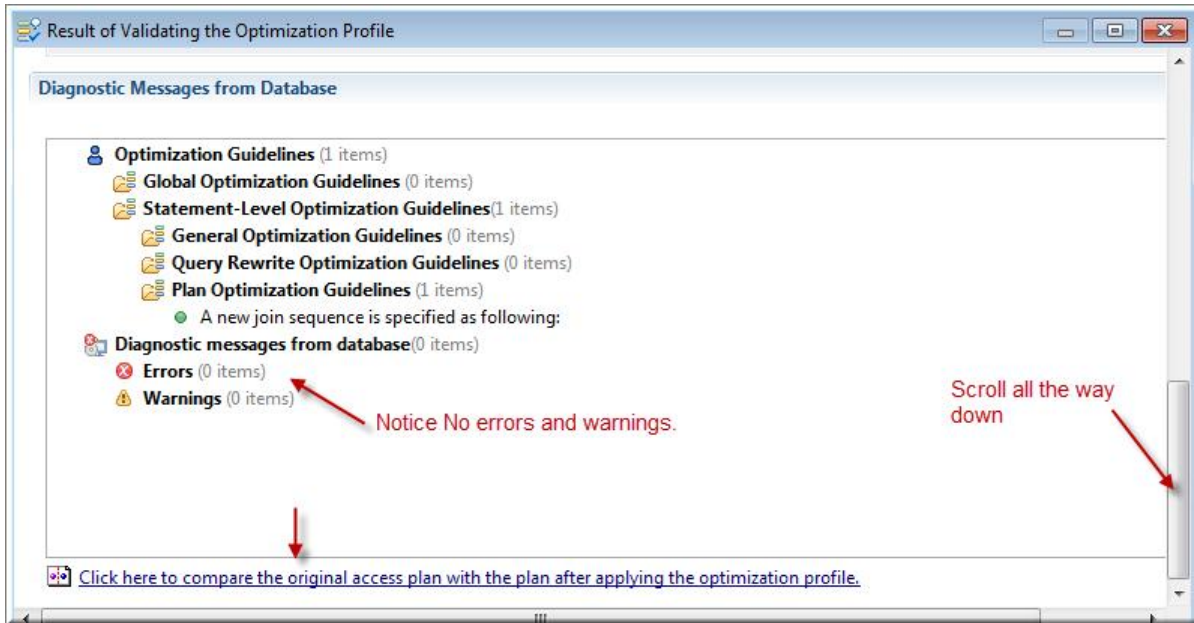 Result of Validating the Optimization Profile
Diagnostic Messages from Database
Optimization Guidelines (1 items)
Global Optimization Guidelines (0 items)
Statement-Level Optimization Guidelines(1 items)
General Optimization Guidelines (0 items)
Query Rewrite Optimization Guidelines (0 items)
Plan Optimization Guidelines (1 items)
A new join sequence is specified as following:
Diagnostic messages from database(0 items)
Errors (0 items)
Warnings (0 items)
Notice No errors and warnings.
Scroll all the way
down
Click here to compare the original access plan with the plan after applying the optimization profile.